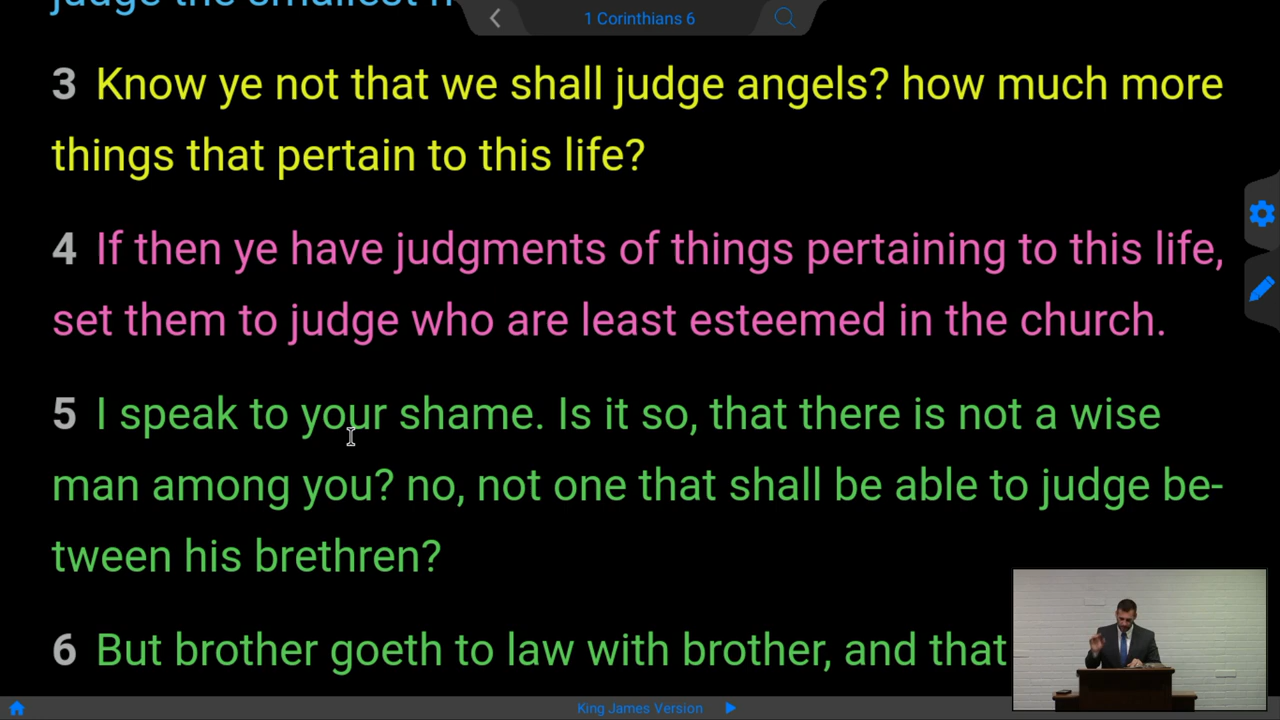 judge the smallest
1 Corinthians 6
3 Know ye not that we shall judge angels? how much more
things that pertain to this life?
4 If then ye have judgments of things pertaining to this life,
set them to judge who are least esteemed in the church.
5 I speak to your shame. Is it so, that there is not a wise
man among you? no, not one that shall be able to judge be-
tween his brethren?
6 But brother goeth to law with brother, and that
King James Version